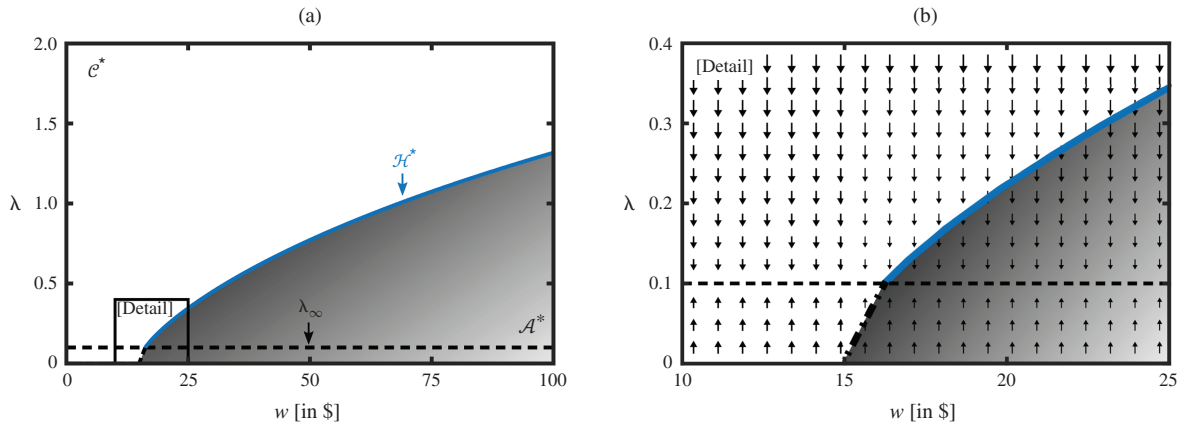 (a)
2.0
1.5
1.0
0.5
0
λ
𝒞*
ℋ*
[Detail]
λ∞
𝒜*
0 25 50 75 100
w [in $]
(b)
0.4
0.3
0.2
0.1
0
λ
[Detail]
10 15 20 25
w [in $]